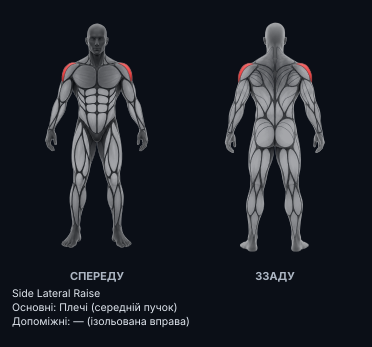 СПЕРЕДУ ЗЗАДУ
Side Lateral Raise
Основні: Плечі (середній пучок)
Допоміжні: — (ізольована вправа)